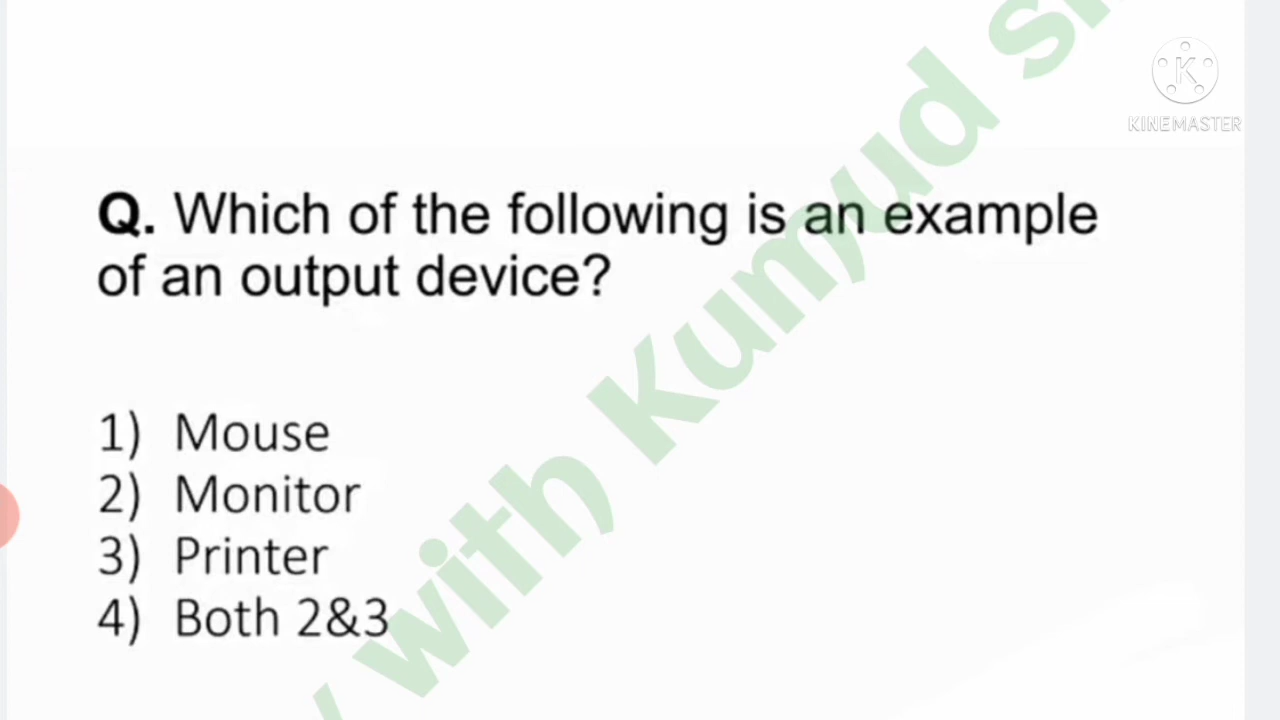 KINEMASTER
Q. Which of the following is an example
of an output device?
1) Mouse
2) Monitor
3) Printer
4) Both 2&3
with Kumud